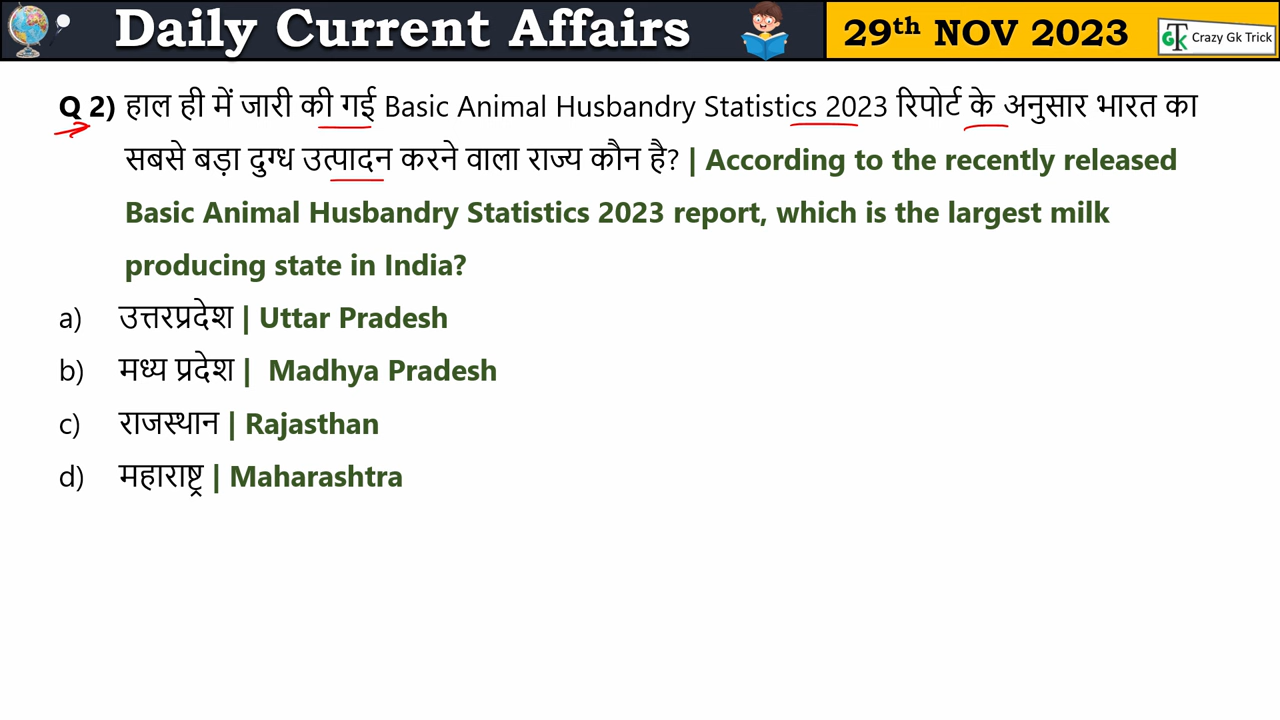 Daily Current Affairs
29th NOV 2023
GTK Crazy Gk Trick
Q 2) हाल ही में जारी की गई Basic Animal Husbandry Statistics 2023 रिपोर्ट के अनुसार भारत का
सबसे बड़ा दुग्ध उत्पादन करने वाला राज्य कौन है? | According to the recently released
Basic Animal Husbandry Statistics 2023 report, which is the largest milk
producing state in India?
a) उत्तरप्रदेश | Uttar Pradesh
b) मध्य प्रदेश | Madhya Pradesh
c) राजस्थान | Rajasthan
d) महाराष्ट्र | Maharashtra